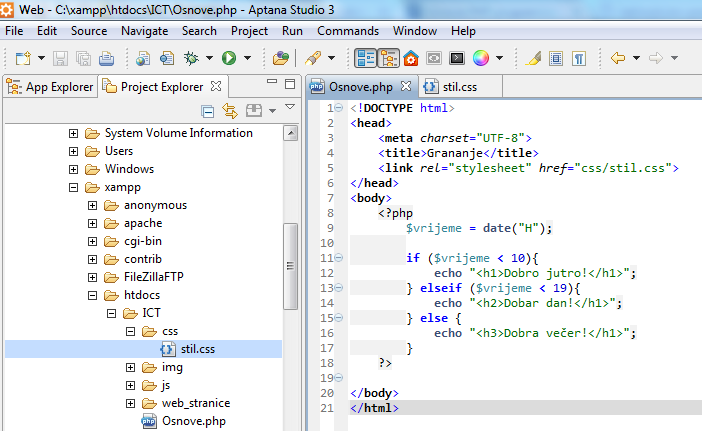 Web - C:\xampp\htdocs\ICT\Osnove.php - Aptana Studio 3
File Edit Source Navigate Search Project Run Commands Window Help
App Explorer
Project Explorer
System Volume Information
Users
Windows
xampp
anonymous
apache
cgi-bin
contrib
FileZillaFTP
htdocs
ICT
css
stil.css
img
js
web_stranice
Osnove.php
Osnove.php
stil.css
1 <!DOCTYPE html>
2 <head>
3 <meta charset="UTF-8">
4 <title>Grananje</title>
5 <link rel="stylesheet" href="css/stil.css">
6 </head>
7 <body>
8 <?php
9 $vrijeme = date("H");
10
11 if ($vrijeme < 10){
12 echo "<h1>Dobro jutro!</h1>";
13 } elseif ($vrijeme < 19){
14 echo "<h2>Dobar dan!</h1>";
15 } else {
16 echo "<h3>Dobra večer!</h1>";
17 }
18 ?>
19
20 </body>
21 </html>